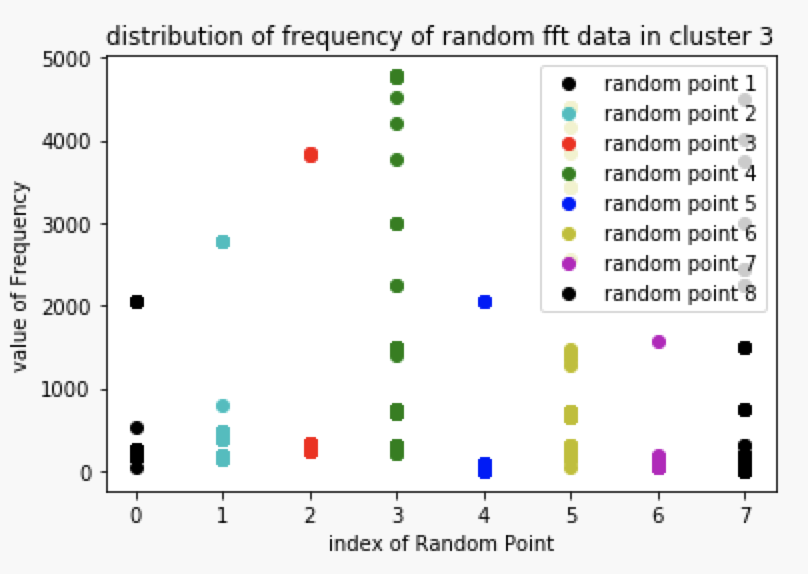 distribution of frequency of random fft data in cluster 3
5000
4000
3000
2000
1000
0
value of Frequency
random point 1
random point 2
random point 3
random point 4
random point 5
random point 6
random point 7
random point 8
0 1 2 3 4 5 6 7
index of Random Point